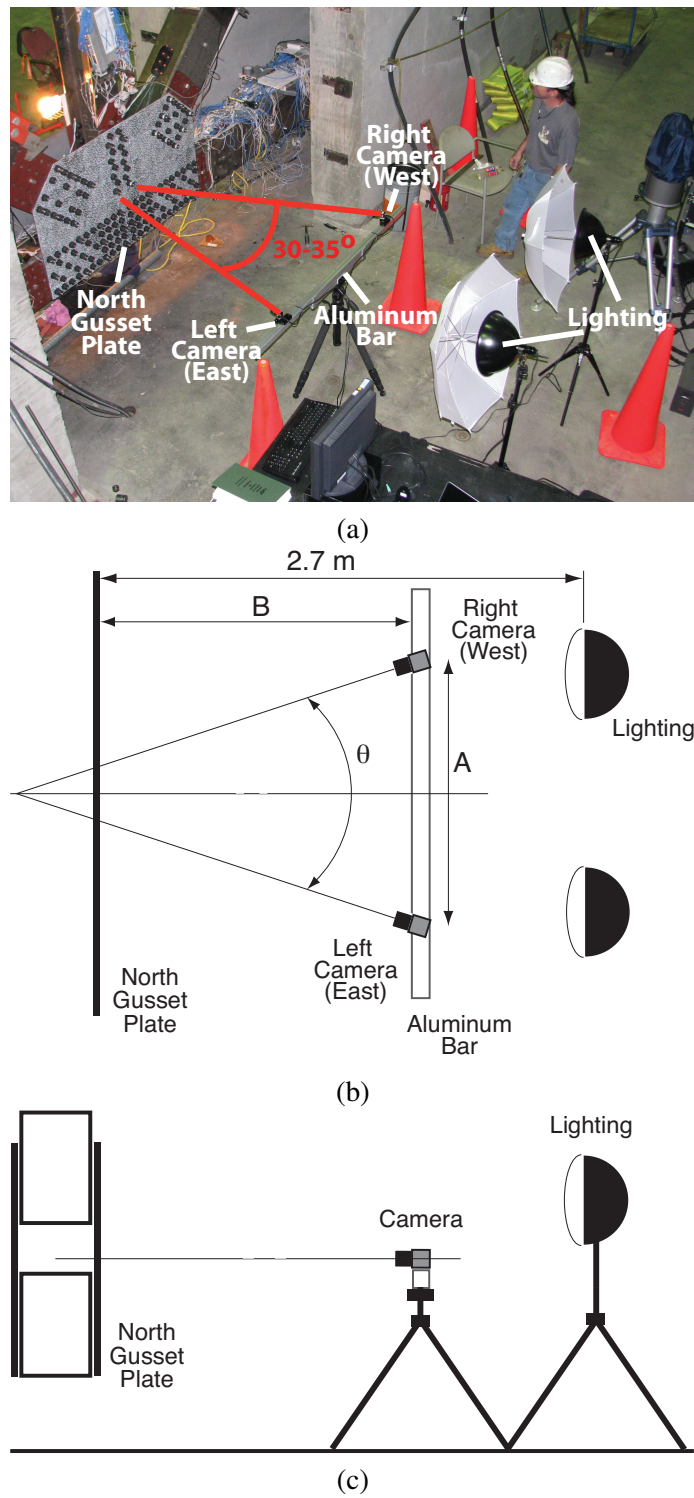 Right
Camera
(West)
30-35°
North
Gusset
Plate
Left
Camera
(East)
Aluminum
Bar
Lighting
(a)
2.7 m
B
Right
Camera
(West)
Lighting
θ
A
Left
Camera
(East)
North
Gusset
Plate
Aluminum
Bar
(b)
Lighting
Camera
North
Gusset
Plate
(c)